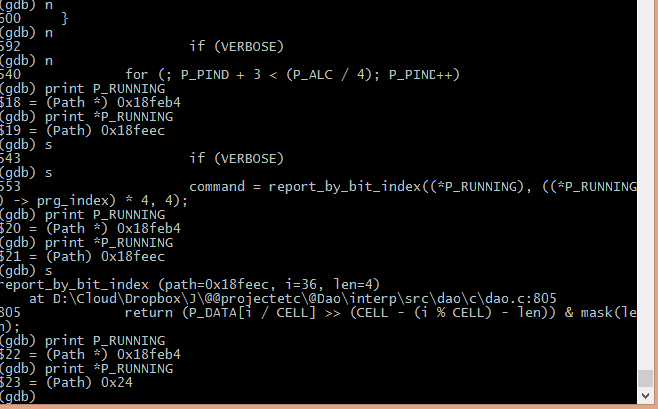 (gdb) n
600 }
(gdb) n
592 if (VERBOSE)
(gdb) n
540 for (; P_PIND + 3 < (P_ALC / 4); P_PIND++)
(gdb) print P_RUNNING
$18 = (Path *) 0x18feb4
(gdb) print *P_RUNNING
$19 = (Path) 0x18feec
(gdb) s
543 if (VERBOSE)
(gdb) s
553 command = report_by_bit_index((*P_RUNNING), ((*P_RUNNING
) -> prg_index) * 4, 4);
(gdb) print P_RUNNING
$20 = (Path *) 0x18feb4
(gdb) print *P_RUNNING
$21 = (Path) 0x18feec
(gdb) s
report_by_bit_index (path=0x18feec, i=36, len=4)
at D:\Cloud\Dropbox\J\@@projectetc\@Dao\interp\src\dao\c\dao.c:805
805 return (P_DATA[i / CELL] >> (CELL - (i % CELL) - len)) & mask(le
n);
(gdb) print P_RUNNING
$22 = (Path *) 0x18feb4
(gdb) print *P_RUNNING
$23 = (Path) 0x24
(gdb)